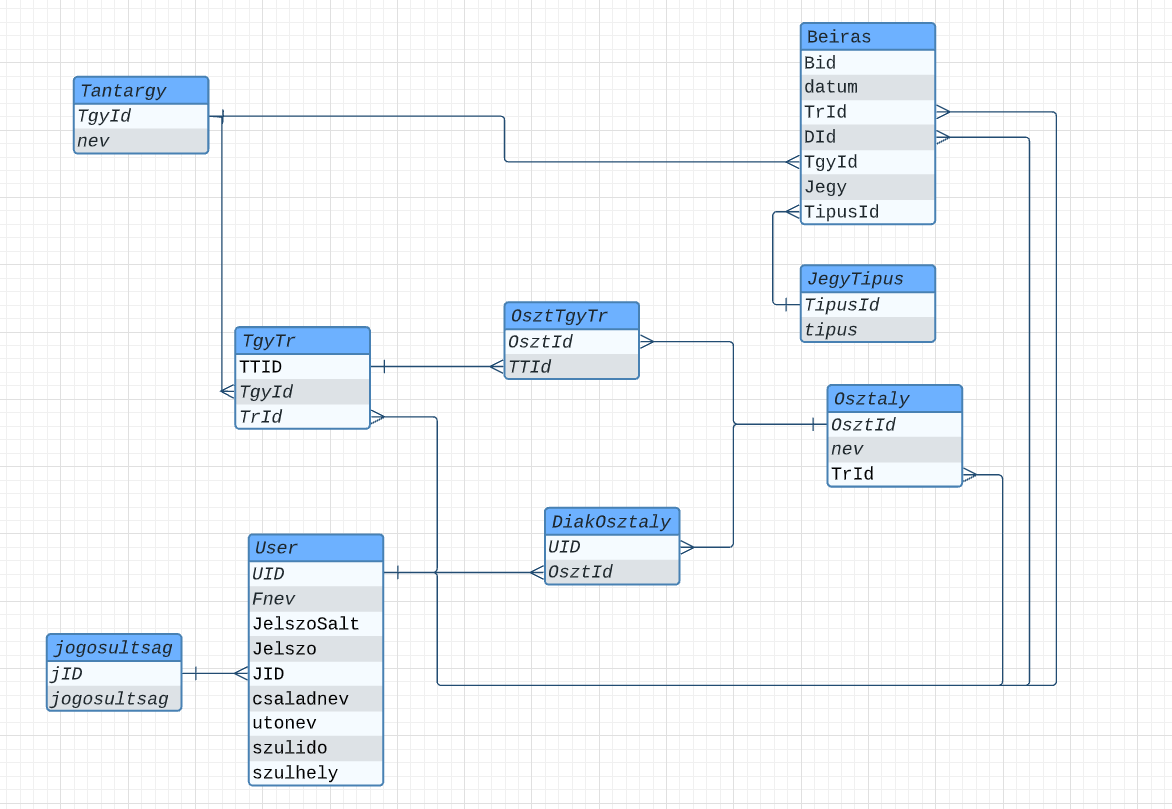 Tantargy
TgyId
nev
Beiras
Bid
datum
TrId
DId
TgyId
Jegy
TipusId
JegyTipus
TipusId
tipus
TgyTr
TTID
TgyId
TrId
OsztTgyTr
OsztId
TTId
Osztaly
OsztId
nev
TrId
DiakOsztaly
UID
OsztId
User
UID
Fnev
JelszoSalt
Jelszo
JID
csaladnev
utonev
szulido
szulhely
jogosultsag
jID
jogosultsag